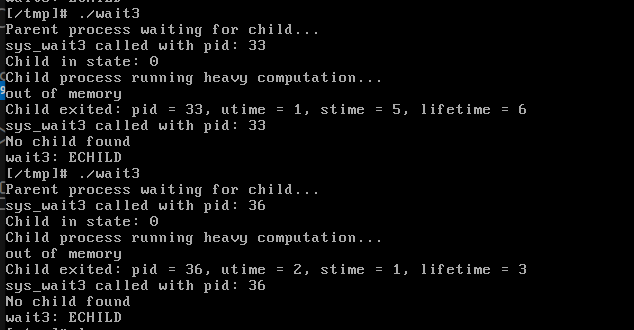 [/tmp]# ./wait3
Parent process waiting for child...
sys_wait3 called with pid: 33
Child in state: 0
Child process running heavy computation...
out of memory
Child exited: pid = 33, utime = 1, stime = 5, lifetime = 6
sys_wait3 called with pid: 33
No child found
wait3: ECHILD
[/tmp]# ./wait3
Parent process waiting for child...
sys_wait3 called with pid: 36
Child in state: 0
Child process running heavy computation...
out of memory
Child exited: pid = 36, utime = 2, stime = 1, lifetime = 3
sys_wait3 called with pid: 36
No child found
wait3: ECHILD